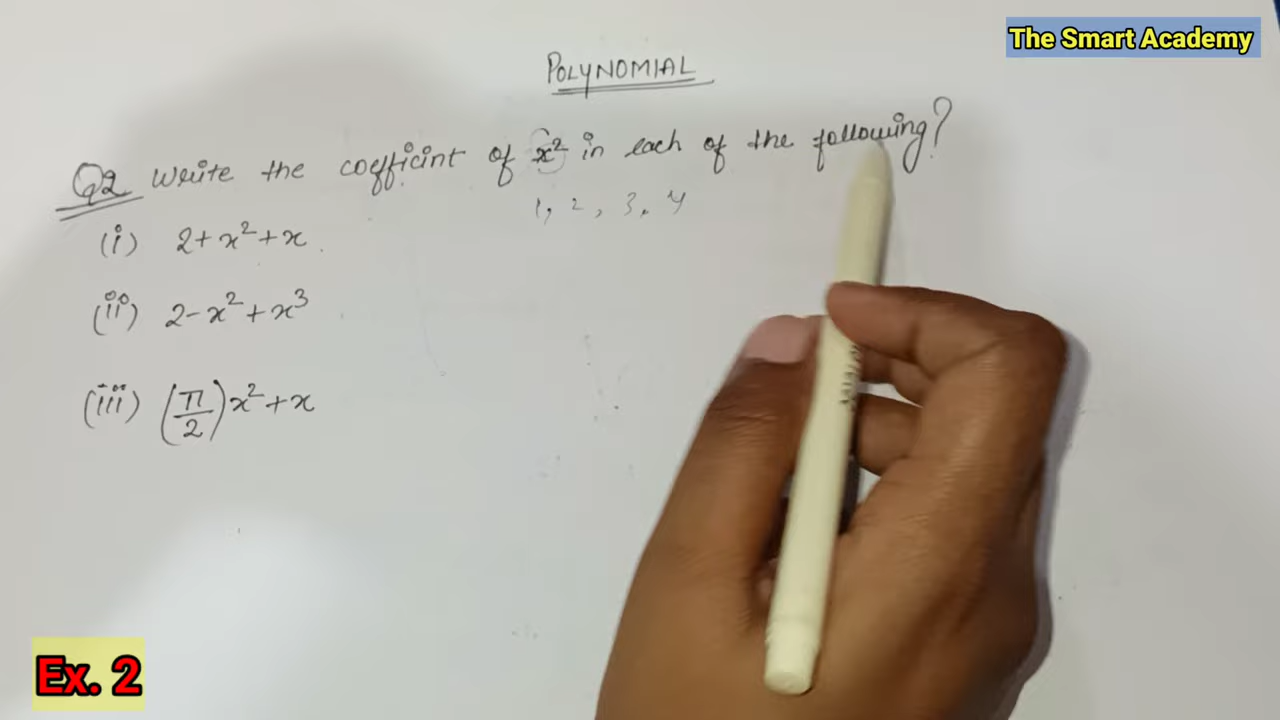 The Smart Academy
POLYNOMIAL
Q2 Write the coefficint of x² in each of the following?
1, 2, 3, 4
(i) 2+x²+x
(ii) 2-x²+x³
(iii) (π/2)x²+x
Ex. 2